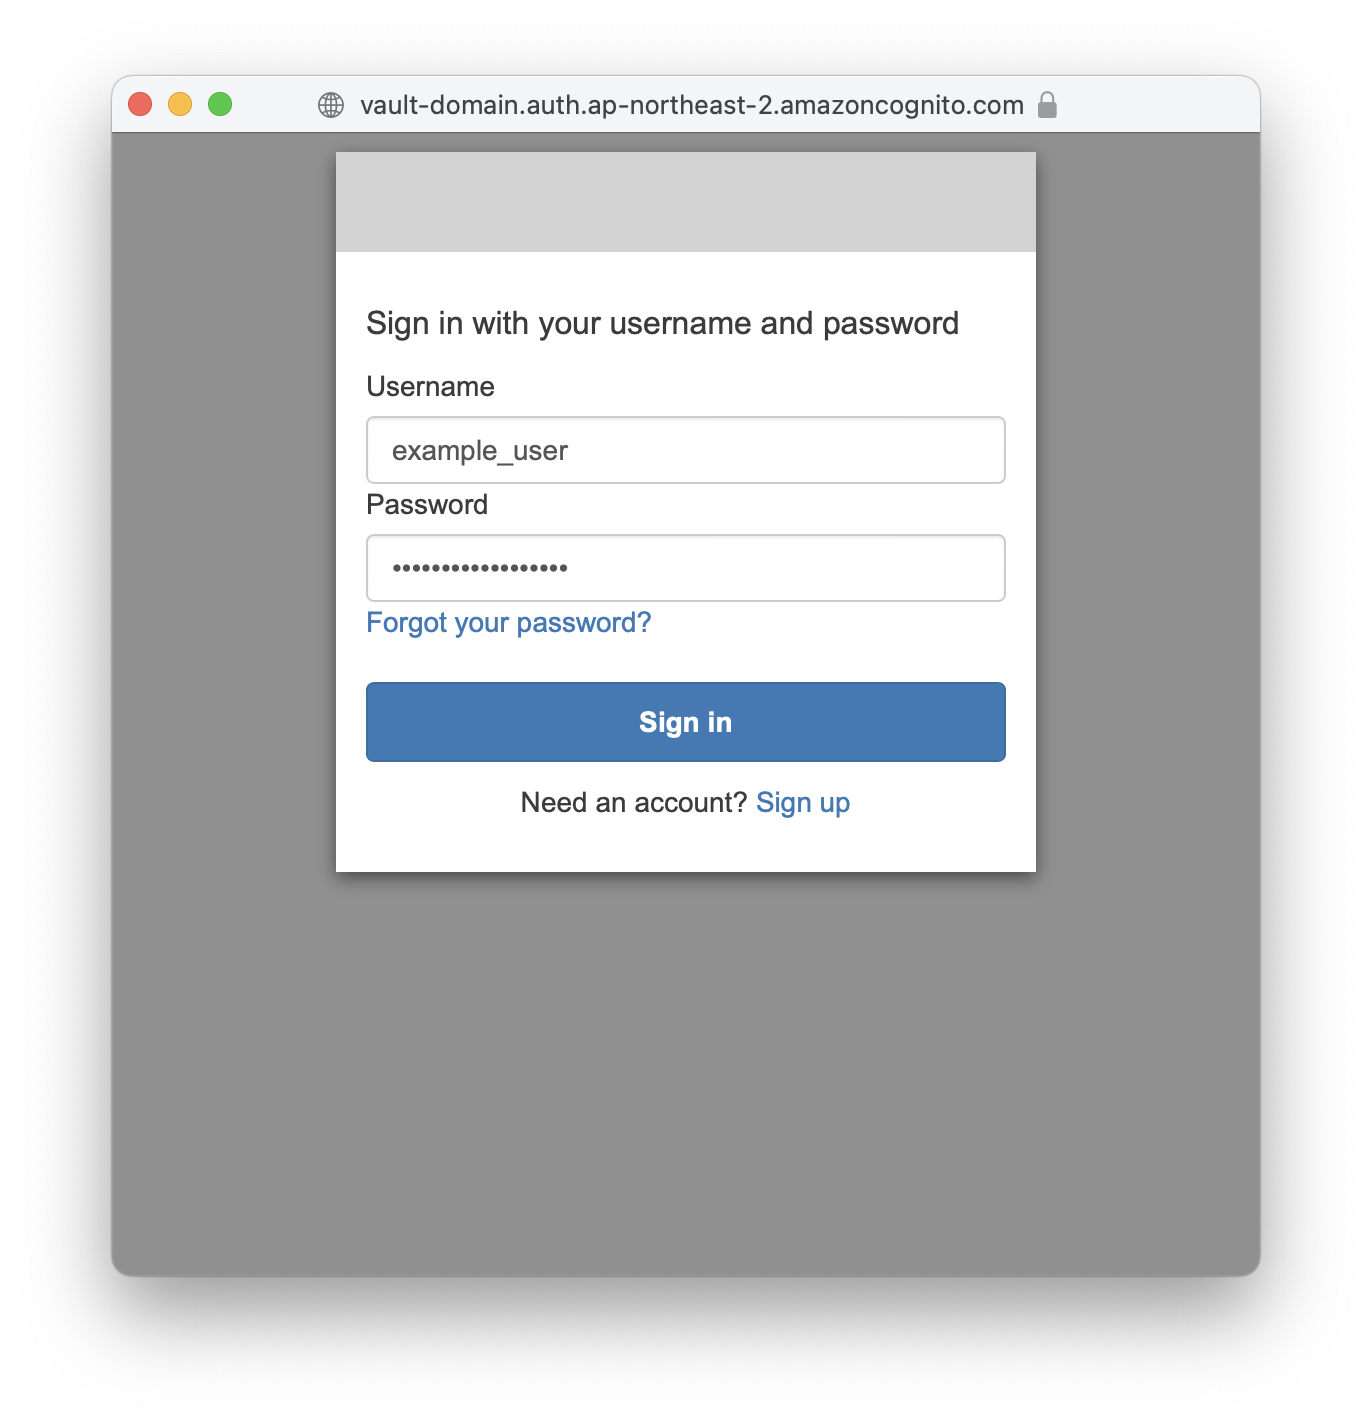 vault-domain.auth.ap-northeast-2.amazoncognito.com
Sign in with your username and password
Username
example_user
Password
••••••••••••••••••
Forgot your password?
Sign in
Need an account? Sign up